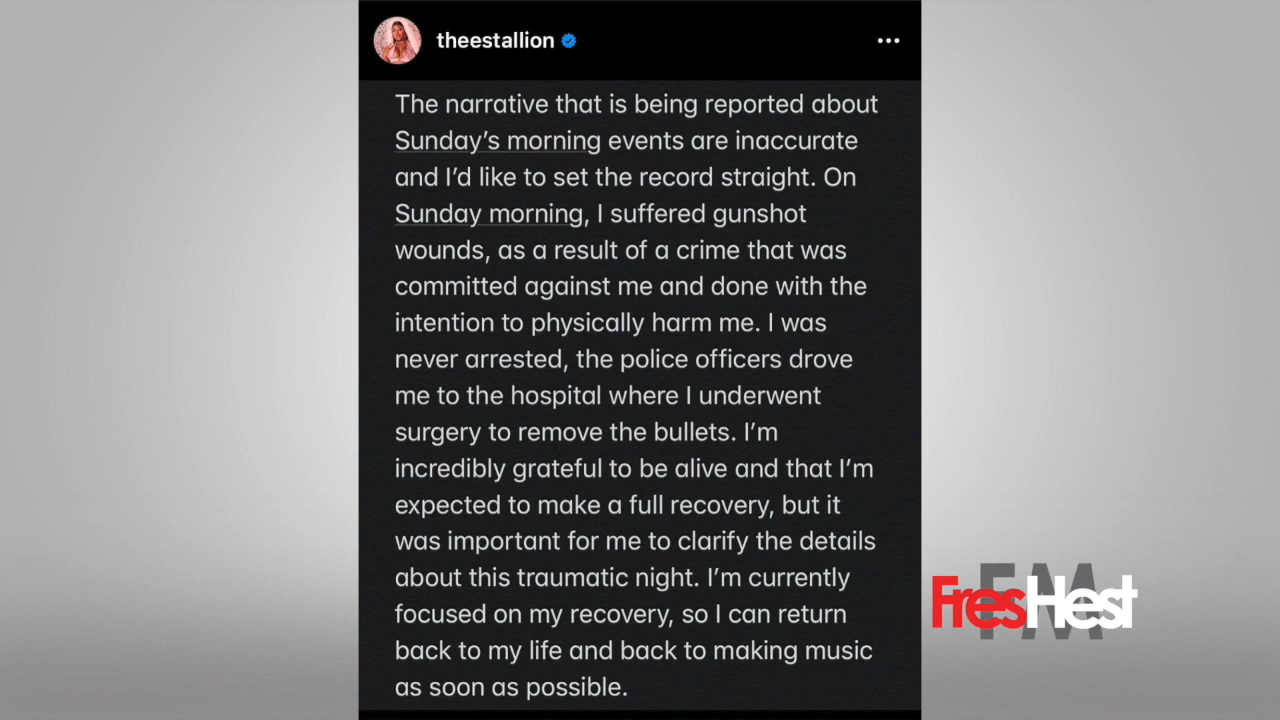 theestallion
The narrative that is being reported about
Sunday’s morning events are inaccurate
and I’d like to set the record straight. On
Sunday morning, I suffered gunshot
wounds, as a result of a crime that was
committed against me and done with the
intention to physically harm me. I was
never arrested, the police officers drove
me to the hospital where I underwent
surgery to remove the bullets. I’m
incredibly grateful to be alive and that I’m
expected to make a full recovery, but it
was important for me to clarify the details
about this traumatic night. I’m currently
focused on my recovery, so I can return
back to my life and back to making music
as soon as possible.
FresHest
FM